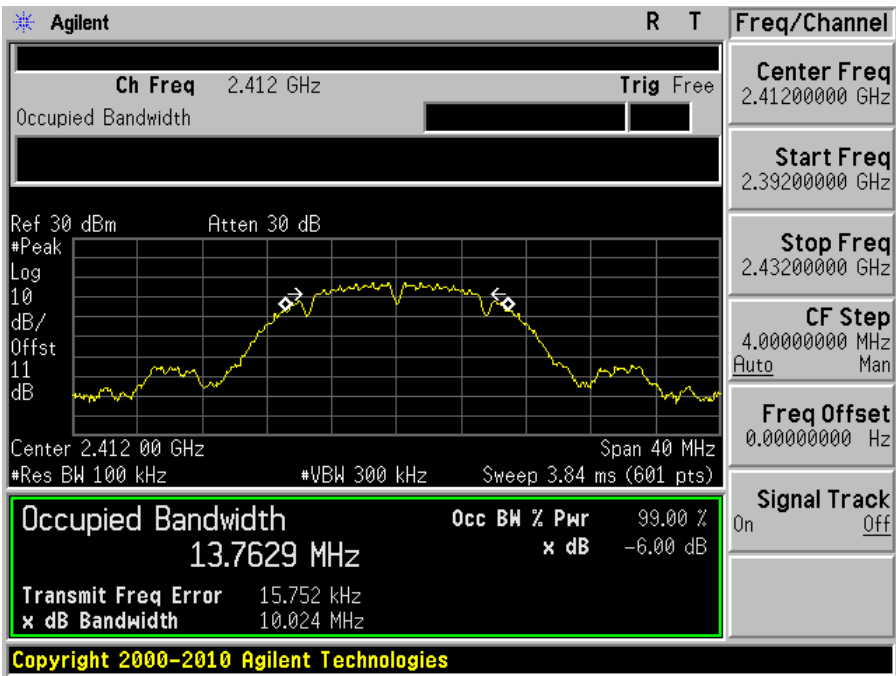 Agilent R T Freq/Channel
Ch Freq 2.412 GHz Trig Free
Occupied Bandwidth
Center Freq
2.41200000 GHz
Start Freq
2.39200000 GHz
Stop Freq
2.43200000 GHz
CF Step
4.00000000 MHz
Auto Man
Freq Offset
0.00000000 Hz
Signal Track
On Off
Ref 30 dBm Atten 30 dB
#Peak
Log
10
dB/
Offst
11
dB
Center 2.412 00 GHz Span 40 MHz
#Res BW 100 kHz #VBW 300 kHz Sweep 3.84 ms (601 pts)
Occupied Bandwidth Occ BW % Pwr 99.00 %
13.7629 MHz x dB -6.00 dB
Transmit Freq Error 15.752 kHz
x dB Bandwidth 10.024 MHz
Copyright 2000-2010 Agilent Technologies